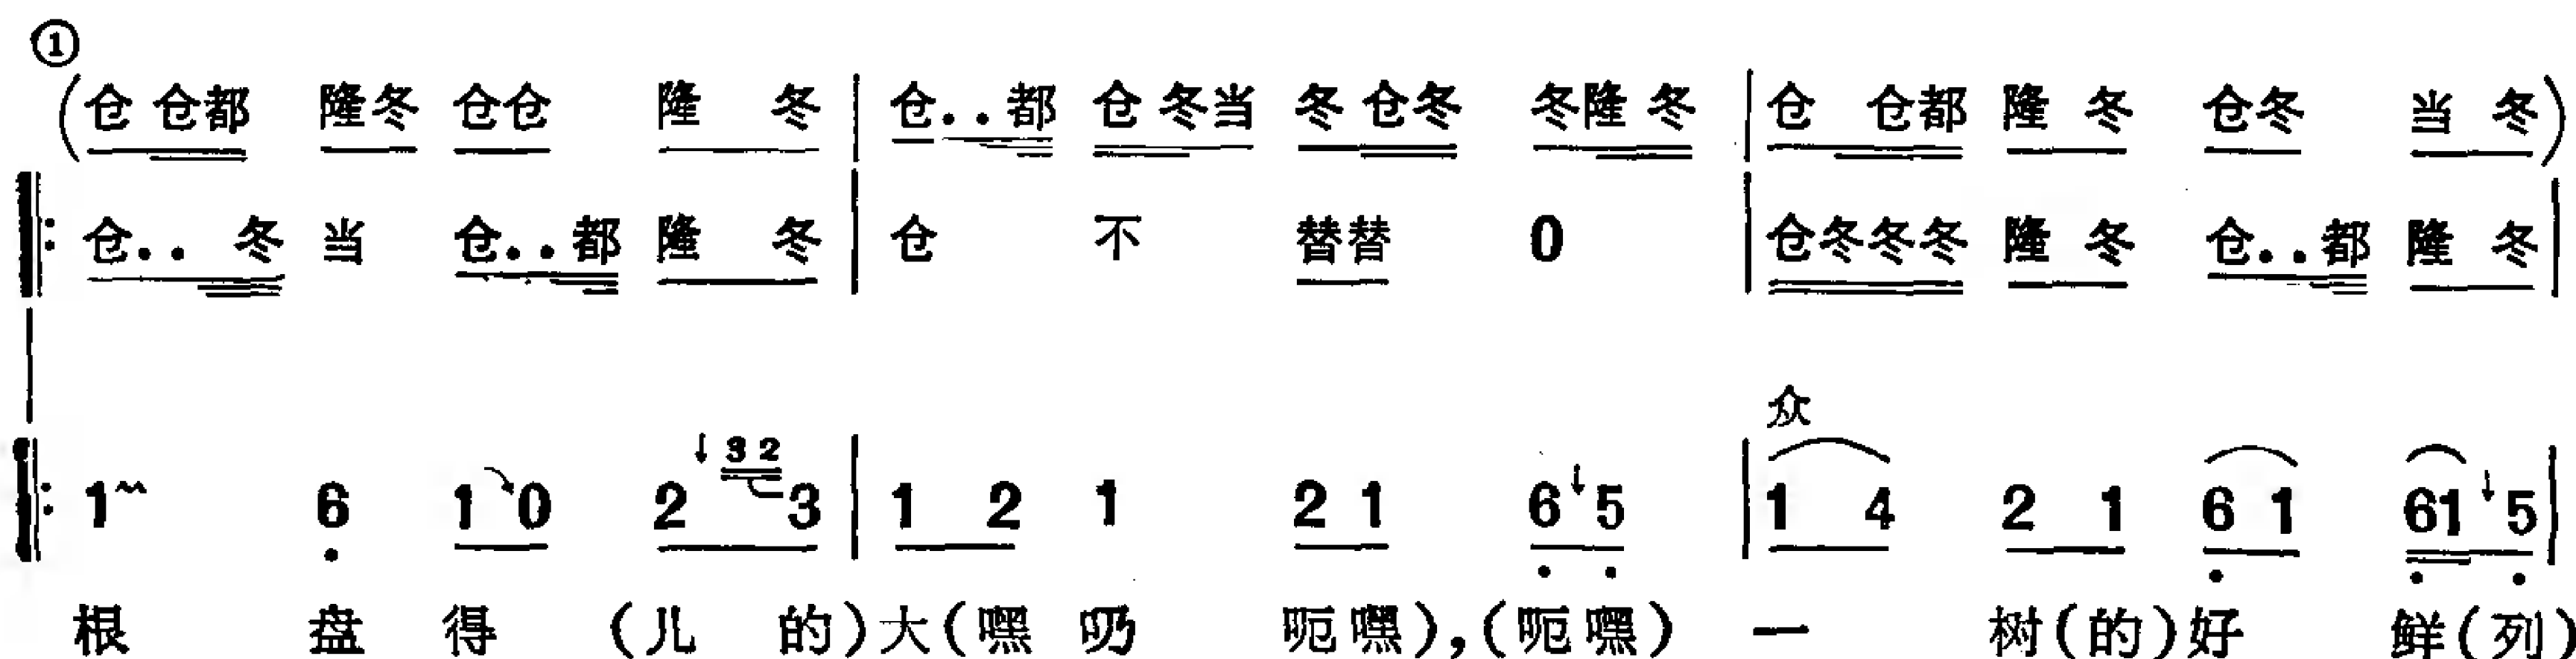 ①
(仓 仓都 隆冬 仓仓 隆 冬 | 仓..都 仓 冬当 冬 仓冬 冬隆 冬 | 仓 仓都 隆 冬 仓冬 当 冬)
仓.. 冬 当 仓..都 隆 冬 | 仓 不 替替 0 | 仓冬冬冬 隆 冬 仓..都 隆 冬 |
众
↓ 3 2
1 6 1 0 2 3 | 1 2 1 2 1 6 ↓ 5 | 1 4 2 1 6 1 61 ↓ 5 |
根 盘 得 (儿 的)大(嘿 呀 呃嘿),(呃嘿) 一 树(的)好 鲜(列)